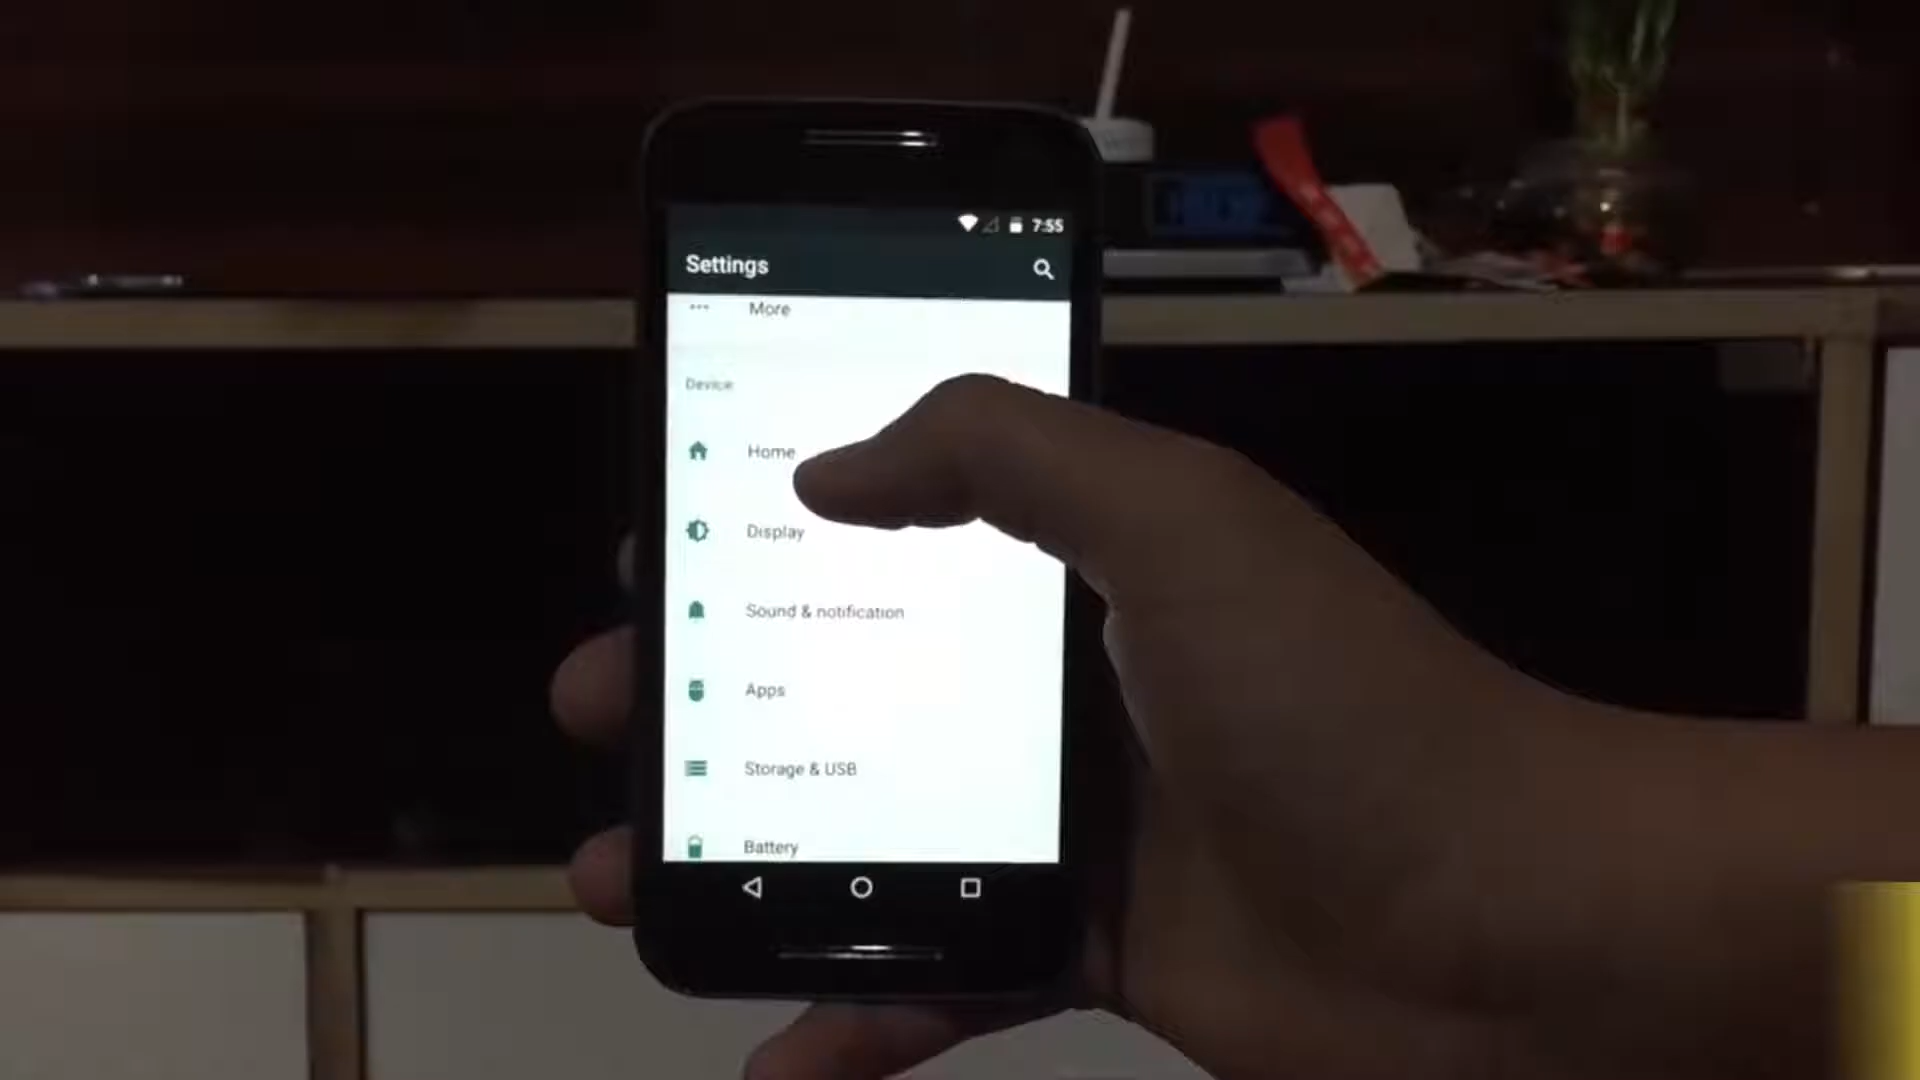 7:55
Settings
More
Device
Home
Display
Sound & notification
Apps
Storage & USB
Battery